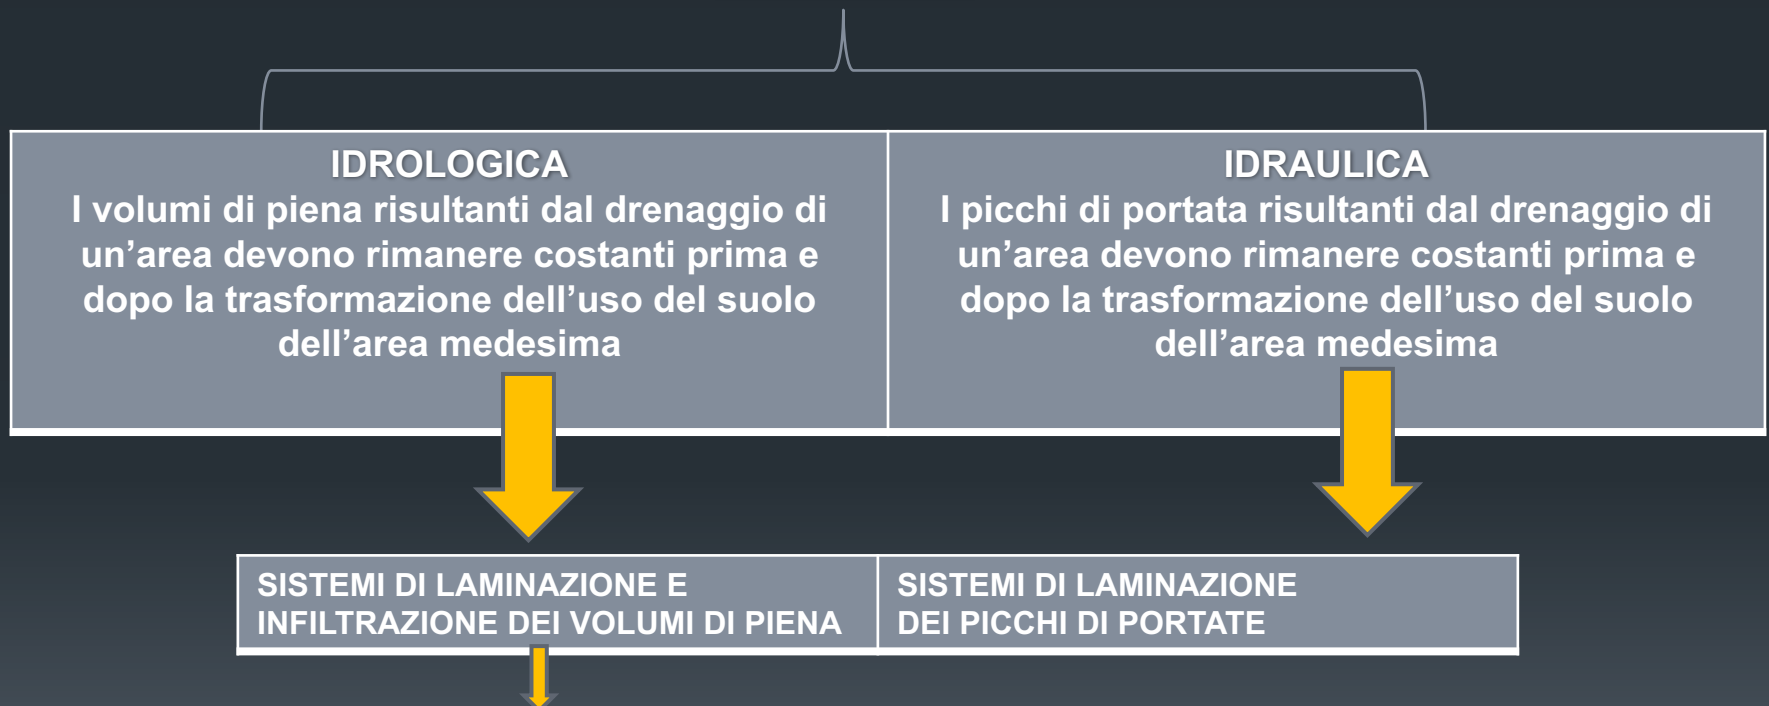 IDROLOGICA
I volumi di piena risultanti dal drenaggio di
un’area devono rimanere costanti prima e
dopo la trasformazione dell’uso del suolo
dell’area medesima
IDRAULICA
I picchi di portata risultanti dal drenaggio di
un’area devono rimanere costanti prima e
dopo la trasformazione dell’uso del suolo
dell’area medesima
SISTEMI DI LAMINAZIONE E
INFILTRAZIONE DEI VOLUMI DI PIENA
SISTEMI DI LAMINAZIONE
DEI PICCHI DI PORTATE